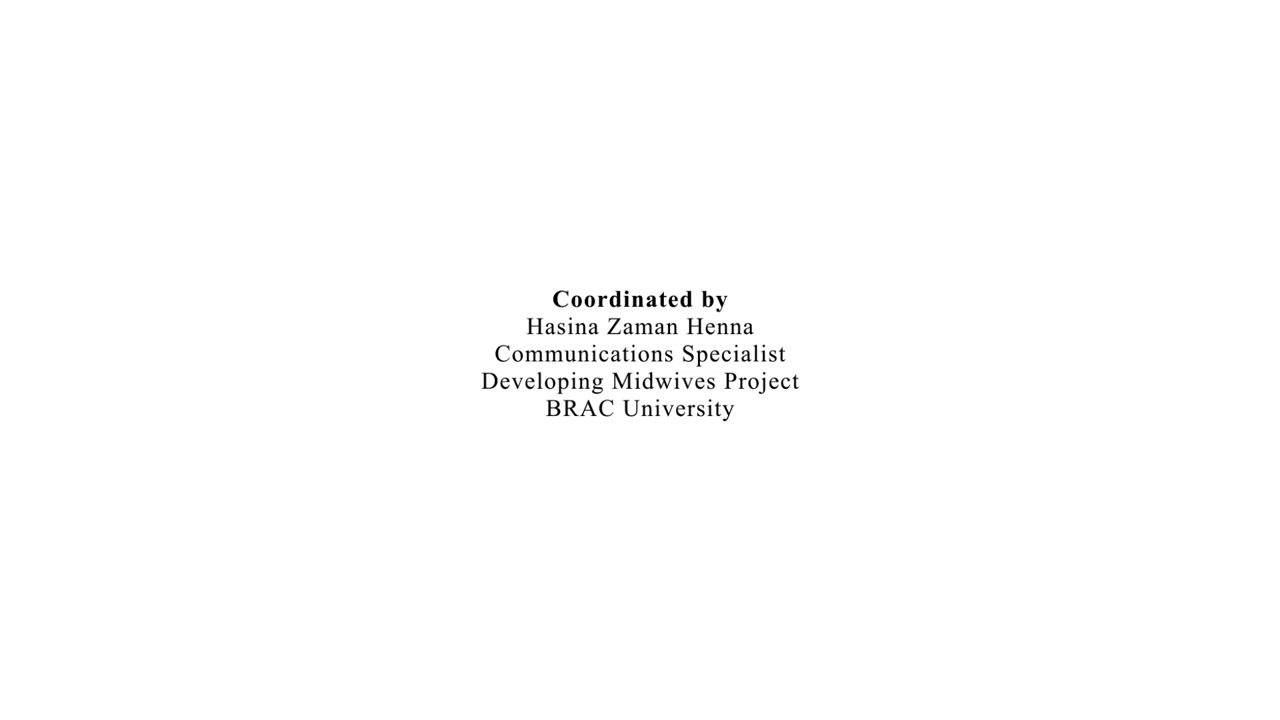 Coordinated by
Hasina Zaman Henna
Communications Specialist
Developing Midwives Project
BRAC University